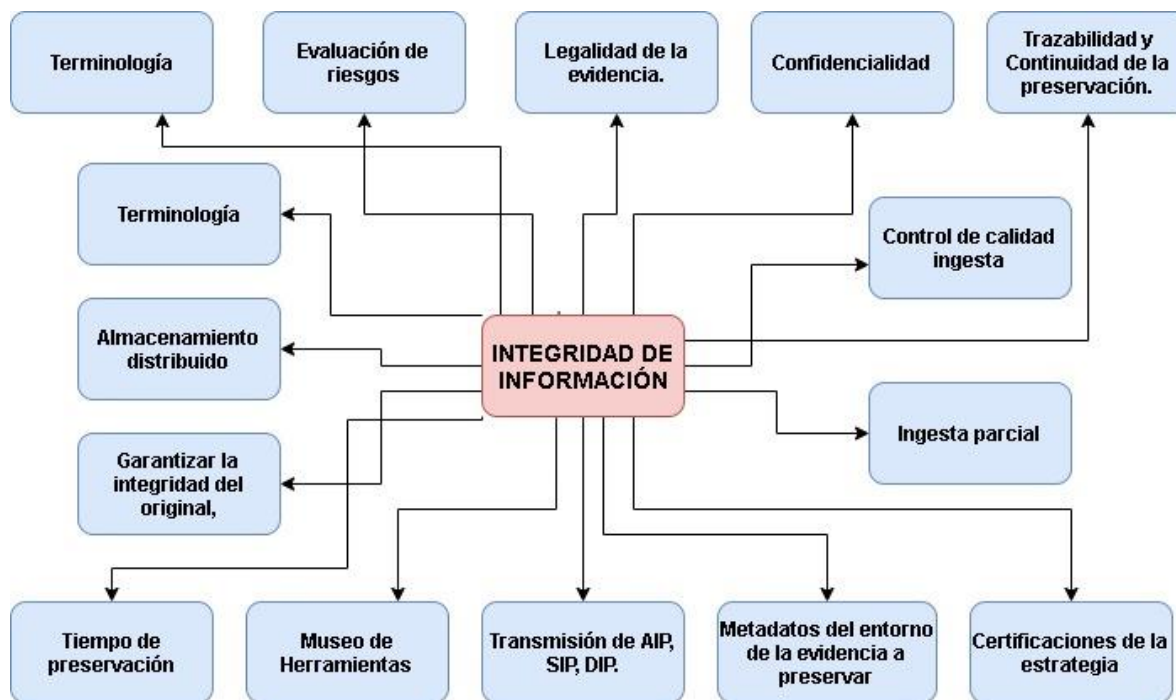 Terminología
Evaluación de
riesgos
Legalidad de la
evidencia.
Confidencialidad
Trazabilidad y
Continuidad de la
preservación.
Terminología
Control de calidad
ingesta
Almacenamiento
distribuido
INTEGRIDAD DE
INFORMACIÓN
Ingesta parcial
Garantizar la
integridad del
original,
Tiempo de
preservación
Museo de
Herramientas
Transmisión de AIP,
SIP, DIP.
Metadatos del entorno
de la evidencia a
preservar
Certificaciones de la
estrategia